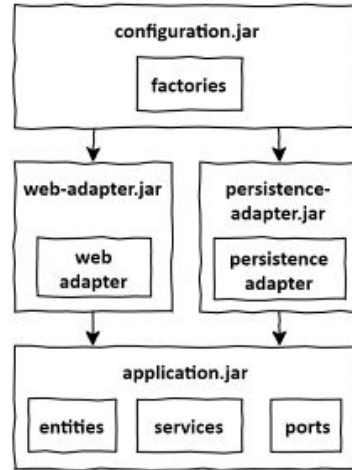 configuration.jar
factories
web-adapter.jar
web
adapter
persistence-
adapter.jar
persistence
adapter
application.jar
entities
services
ports